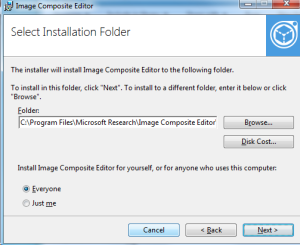 Image Composite Editor
Select Installation Folder
The installer will install Image Composite Editor to the following folder.
To install in this folder, click "Next". To install to a different folder, enter it below or click
"Browse".
Folder:
C:\Program Files\Microsoft Research\Image Composite Editor\
Browse...
Disk Cost...
Install Image Composite Editor for yourself, or for anyone who uses this computer:
Everyone
Just me
Cancel
< Back
Next >